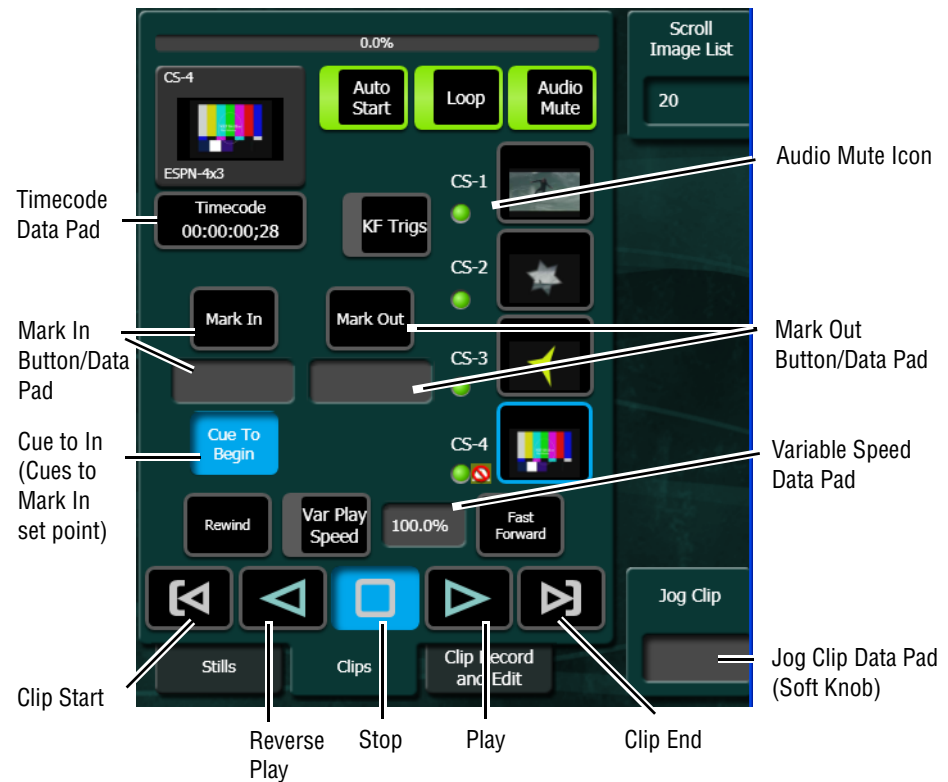 Scroll
Image List
20
0.0%
CS-4
ESPN-4x3
Auto
Start
Loop
Audio
Mute
Timecode
00:00:00;28
KF Trigs
CS-1
CS-2
CS-3
CS-4
Mark In
Mark Out
Cue To
Begin
Rewind
Var Play
Speed
100.0%
Fast
Forward
Stills
Clips
Clip Record
and Edit
Jog Clip
Timecode
Data Pad
Mark In
Button/Data
Pad
Cue to In
(Cues to
Mark In
set point)
Clip Start
Reverse
Play
Stop
Play
Clip End
Audio Mute Icon
Mark Out
Button/Data Pad
Variable Speed
Data Pad
Jog Clip Data Pad
(Soft Knob)